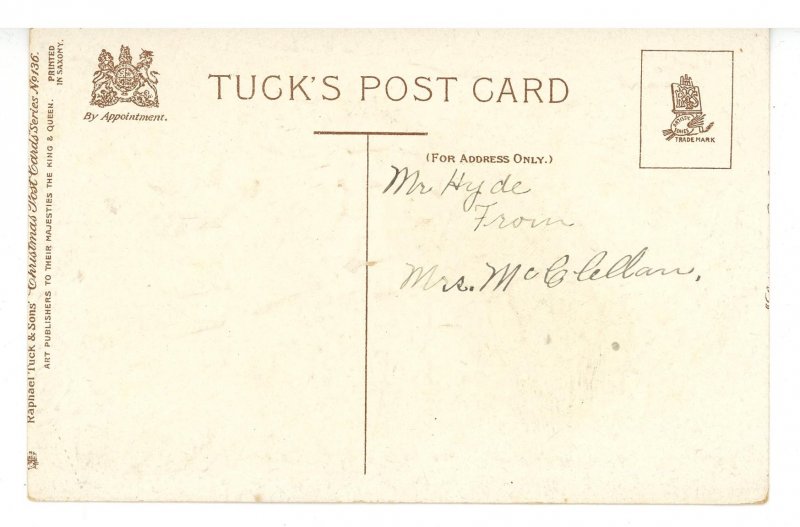 TUCK'S POST CARD
By Appointment.
(FOR ADDRESS ONLY.)
Mr Hyde
From
Mrs. McClellan.
Raphael Tuck & Sons' "Christmas Post Cards" Series No 136.
ART PUBLISHERS TO THEIR MAJESTIES THE KING & QUEEN.
PRINTED
IN SAXONY.
TRADE MARK